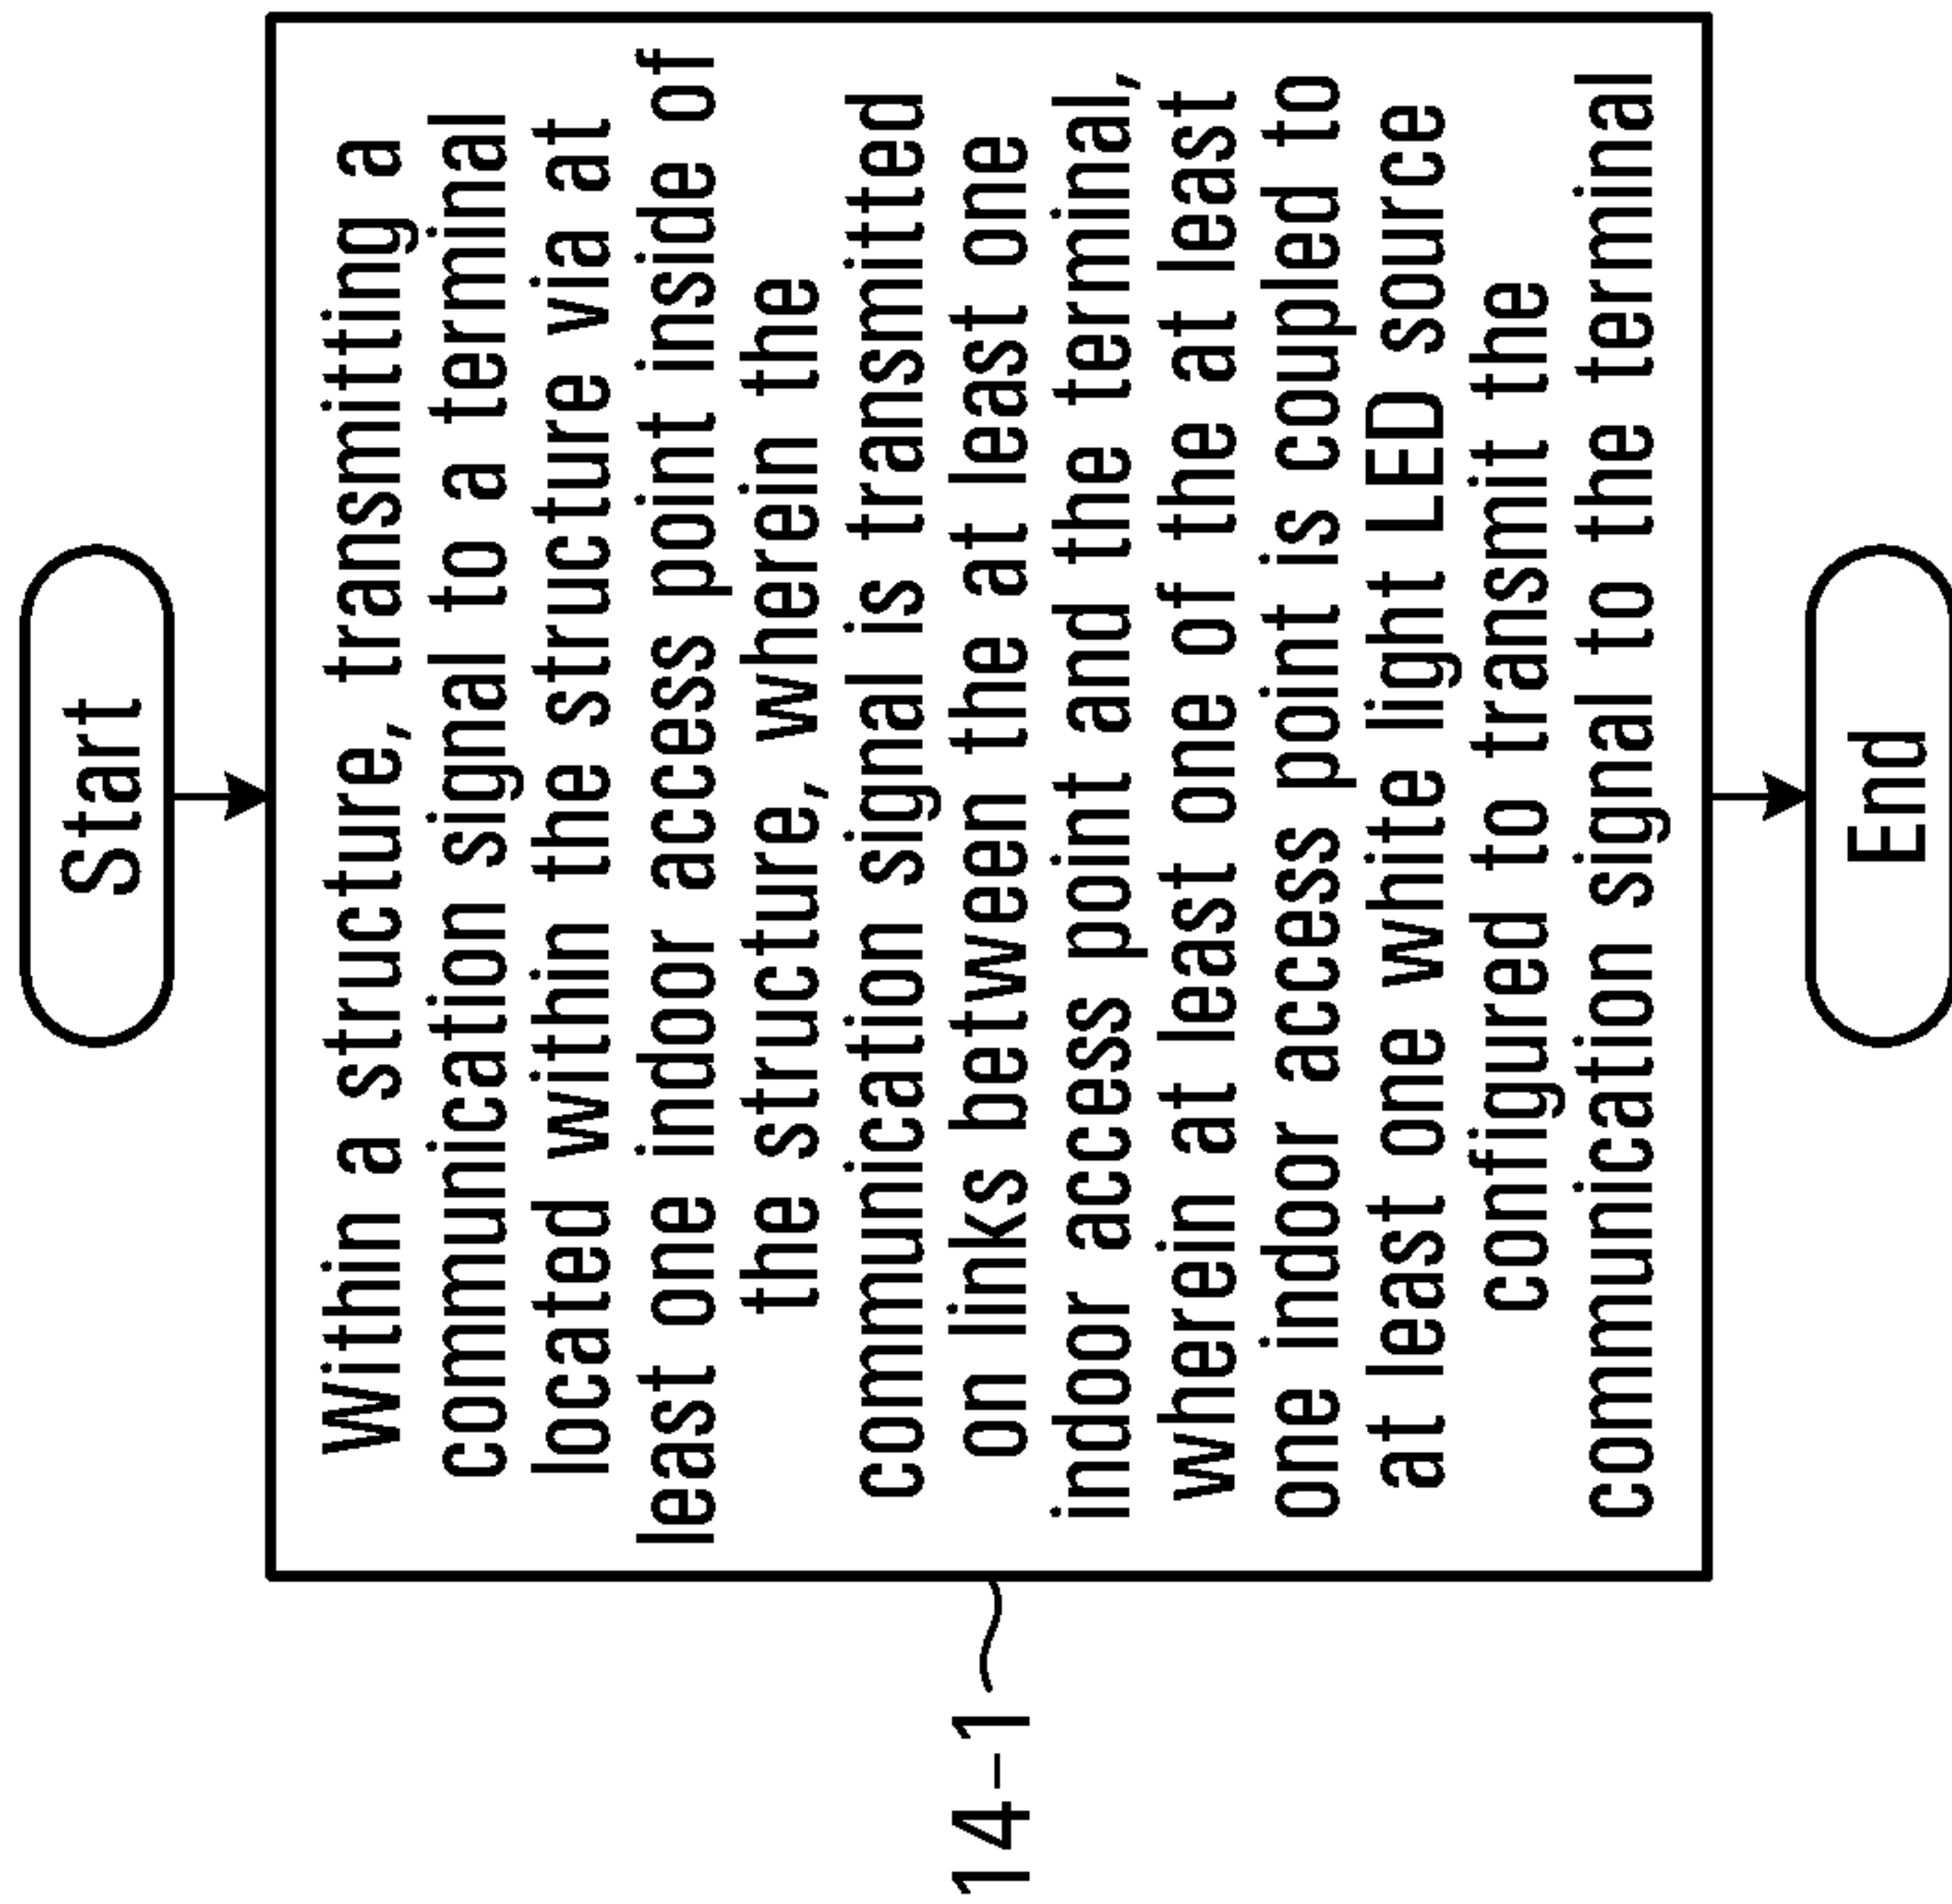 Start
Within a structure, transmitting a
communication signal to a terminal
located within the structure via at
least one indoor access point inside of
the structure, wherein the
communication signal is transmitted
on links between the at least one
indoor access point and the terminal,
wherein at least one of the at least
one indoor access point is coupled to
at least one white light LED source
configured to transmit the
communication signal to the terminal
14-1
End